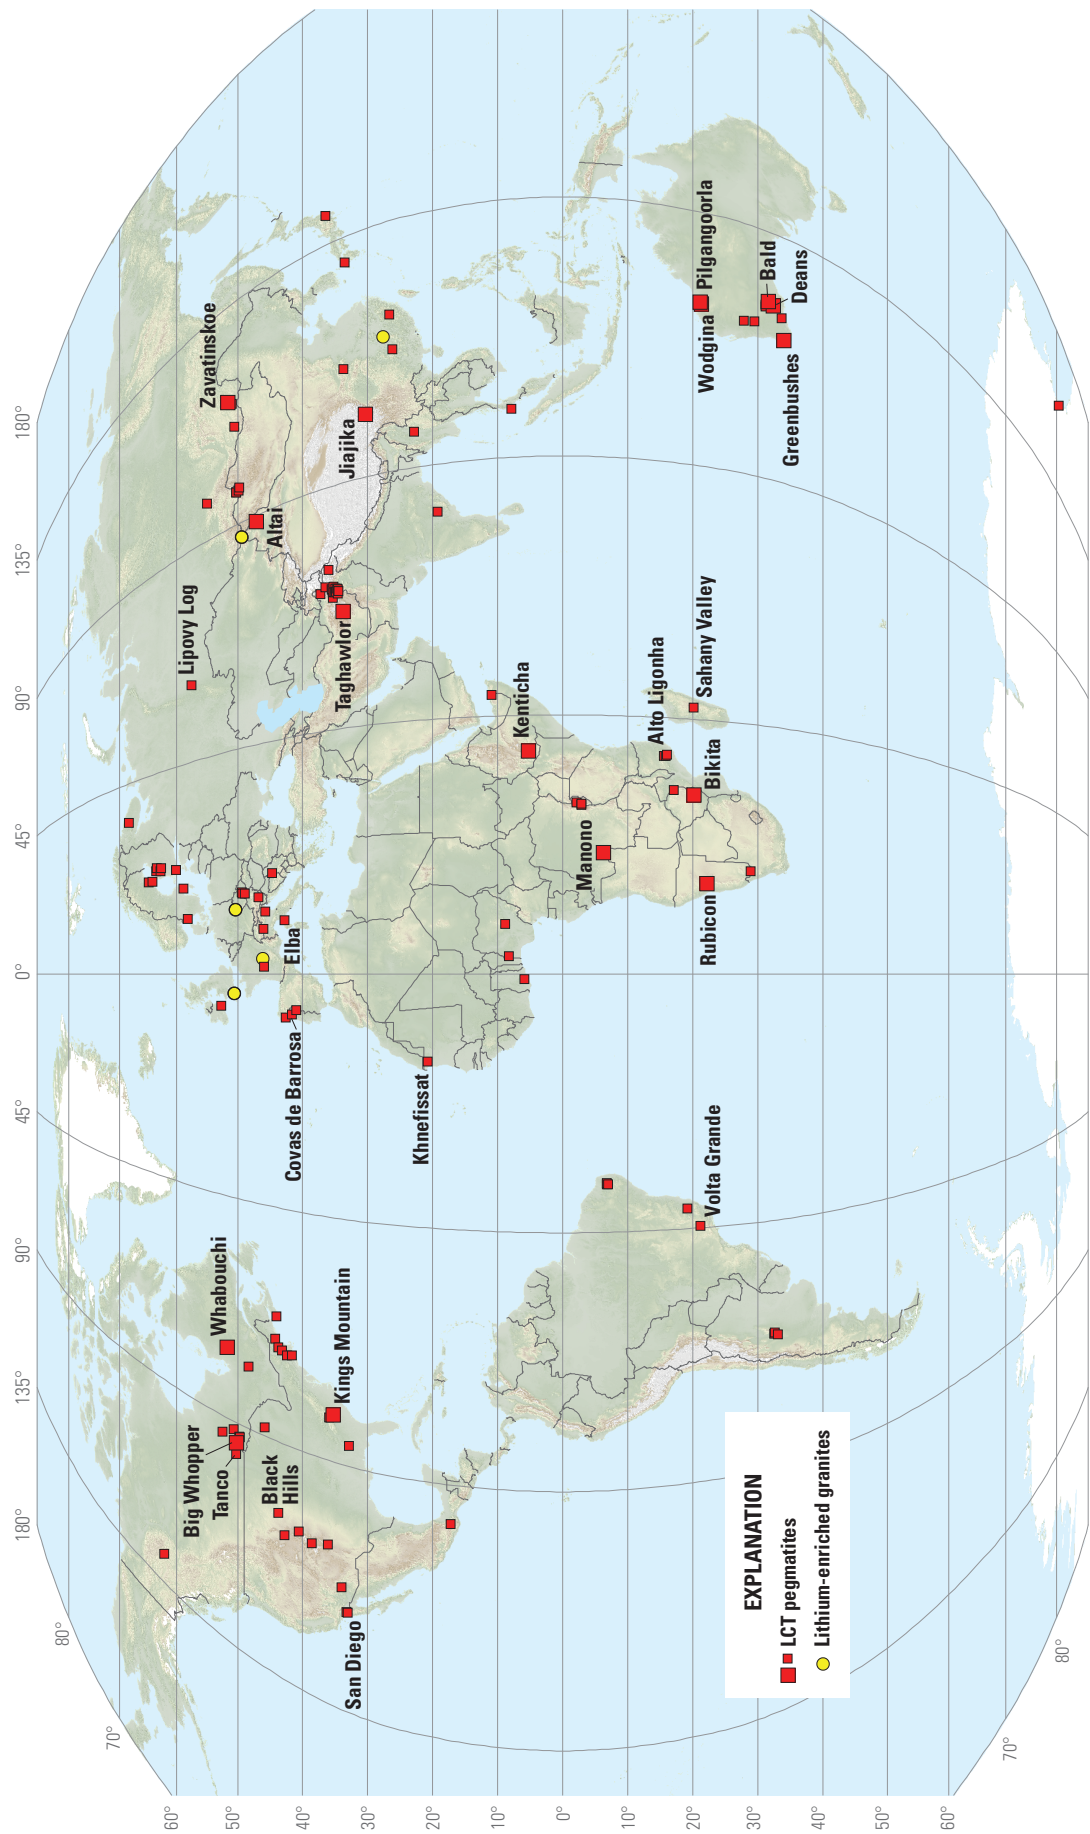 180°
135°
90°
45°
0°
45°
90°
135°
180°
80°
70°
60°
50°
40°
30°
20°
10°
0°
10°
20°
30°
40°
50°
60°
70°
80°
Big Whopper
Tanco
Whabouchi
Black
Hills
Kings Mountain
San Diego
Volta Grande
Covas de Barrosa
Elba
Khnefissat
Lipovy Log
Zavatinskoe
Altai
Jiajika
Taghawlor
Kenticha
Manono
Alto Ligonha
Sahany Valley
Bikita
Rubicon
Wodgina
Pilgangoorla
Bald
Deans
Greenbushes
EXPLANATION
LCT pegmatites
Lithium-enriched granites